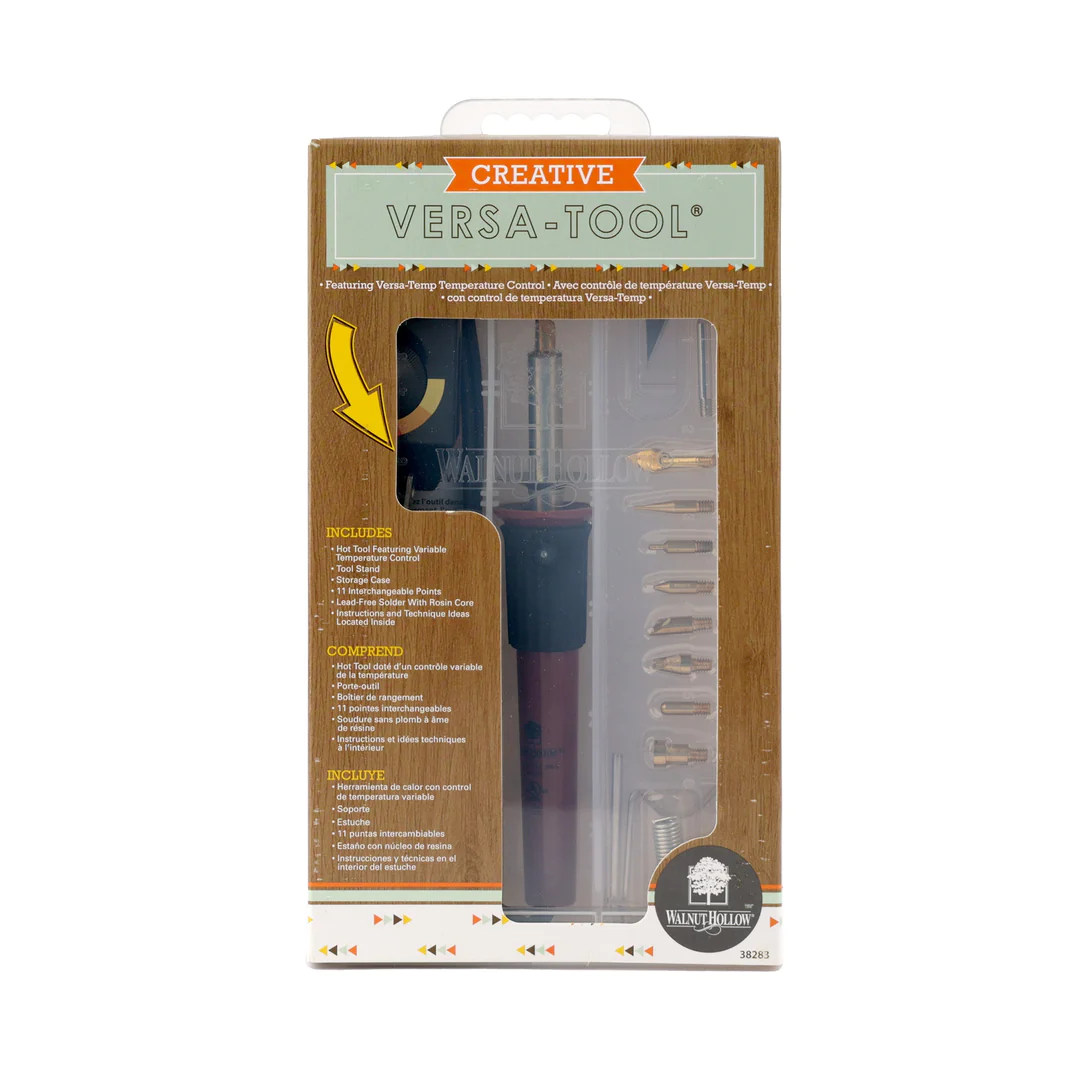 CREATIVE
VERSA-TOOL®
• Featuring Versa-Temp Temperature Control • Avec contrôle de température Versa-Temp •
• con control de temperatura Versa-Temp •
WALNUT HOLLOW
ez l'outil dans
INCLUDES
• Hot Tool Featuring Variable
Temperature Control
• Tool Stand
• Storage Case
• 11 Interchangeable Points
• Lead-Free Solder With Rosin Core
• Instructions and Technique Ideas
Located Inside
COMPREND
• Hot Tool doté d'un contrôle variable
de la température
• Porte-outil
• Boîtier de rangement
• 11 pointes interchangeables
• Soudure sans plomb à âme
de résine
• Instructions et idées techniques
à l'intérieur
INCLUYE
• Herramienta de calor con control
de temperatura variable
• Soporte
• Estuche
• 11 puntas intercambiables
• Estaño con núcleo de resina
• Instrucciones y técnicas en el
interior del estuche
WALNUT HOLLOW®
38283